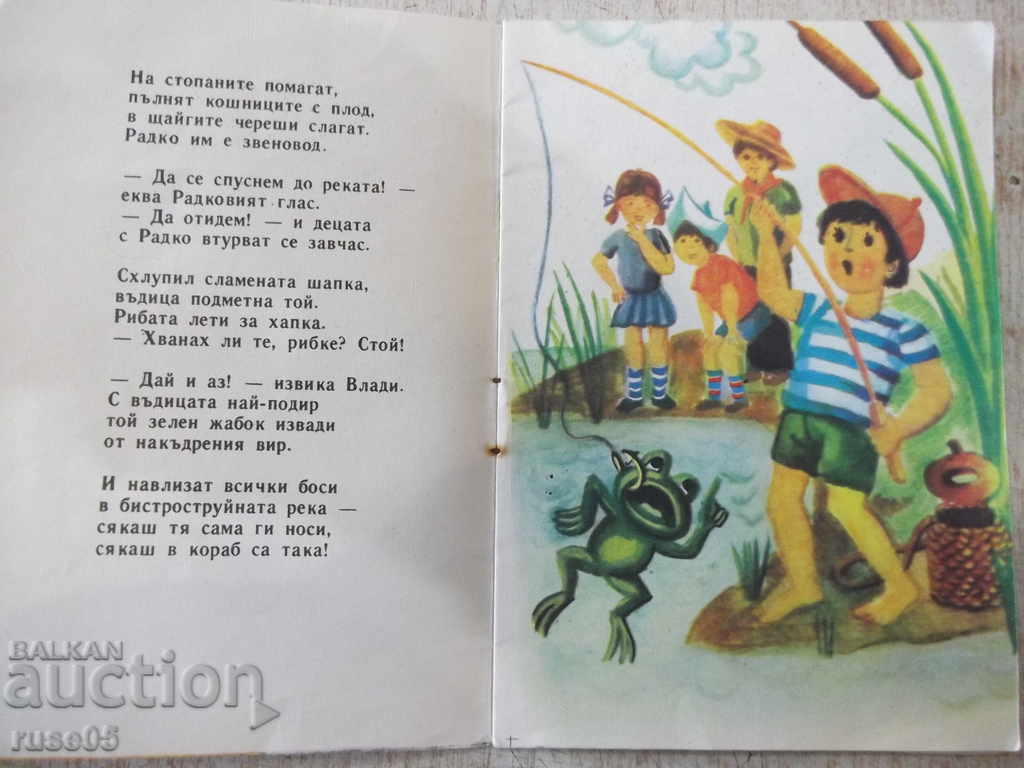 На стопаните помагат,
пълнят кошниците с плод,
в щайгите череши слагат.
Радко им е звеновод.
— Да се спуснем до реката! —
еква Радковият глас.
— Да отидем! — и децата
с Радко втурват се завчас.
Схлупил сламената шапка,
въдица подметна той.
Рибата лети за хапка.
— Хванах ли те, рибке? Стой!
— Дай и аз! — извика Влади.
С въдицата най-подир
той зелен жабок извади
от накъдрения вир.
И навлизат всички боси
в бистроструйната река —
сякаш тя сама ги носи,
сякаш в кораб са така!
BALKAN
auction
ruse05